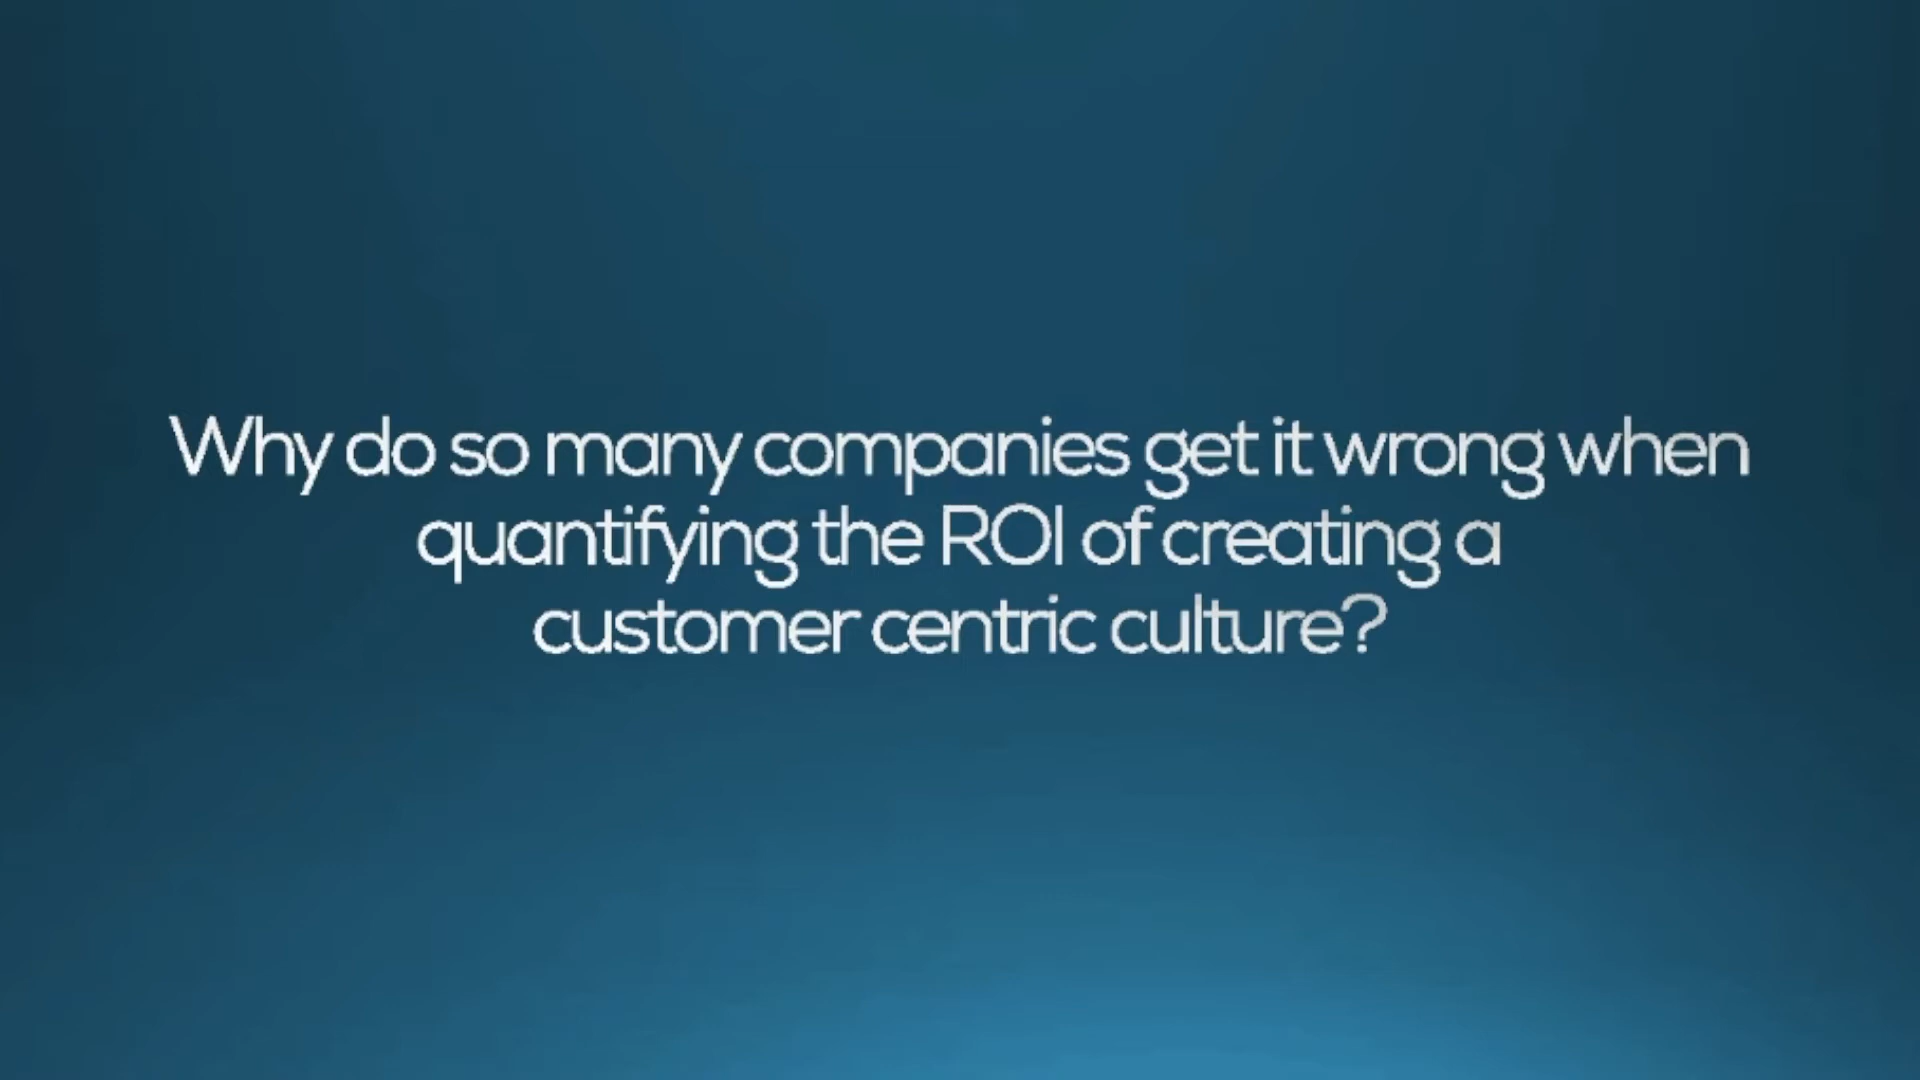 Why do so many companies get it wrong when
quantifying the ROI of creating a
customer centric culture?